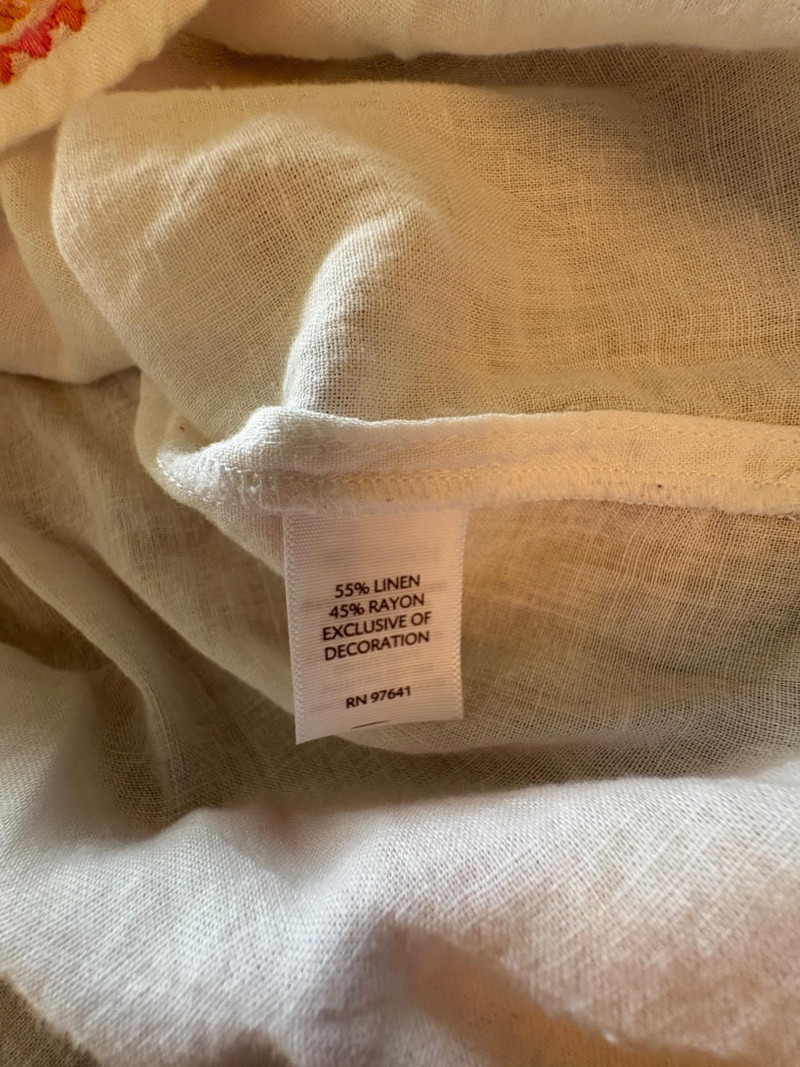 55% LINEN
45% RAYON
EXCLUSIVE OF
DECORATION
RN 97641